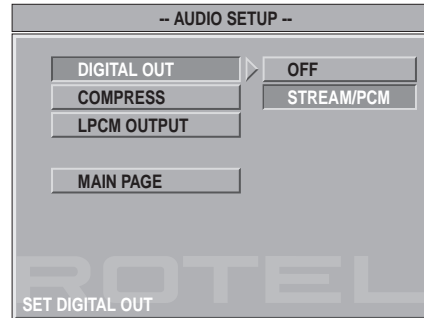 -- AUDIO SETUP --
DIGITAL OUT
OFF
COMPRESS
STREAM/PCM
LPCM OUTPUT
MAIN PAGE
ROTEL
SET DIGITAL OUT